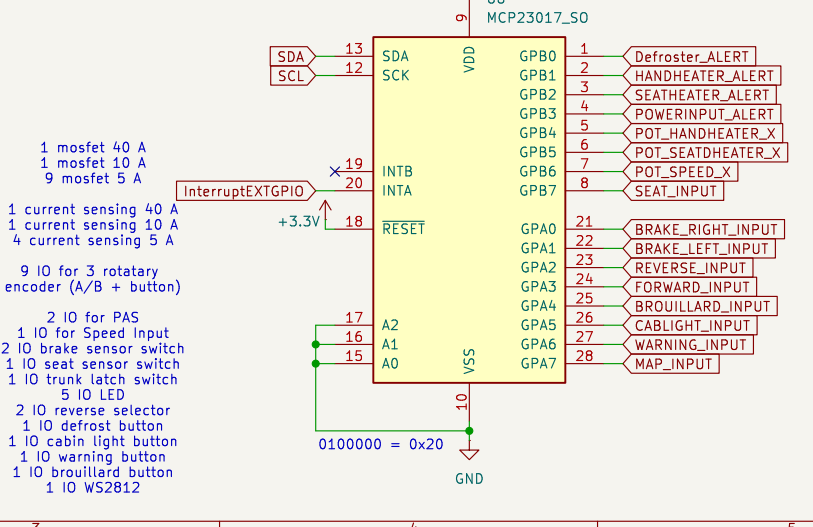 MCP23017_SO
9
VDD
SDA
13
SDA
SCL
12
SCK
GPB0
1
Defroster_ALERT
GPB1
2
HANDHEATER_ALERT
GPB2
3
SEATHEATER_ALERT
GPB3
4
POWERINPUT_ALERT
GPB4
5
POT_HANDHEATER_X
GPB5
6
POT_SEATDHEATER_X
GPB6
7
POT_SPEED_X
GPB7
8
SEAT_INPUT
19
INTB
InterruptEXTGPIO
20
INTA
+3.3V
18
RESET
GPA0
21
BRAKE_RIGHT_INPUT
GPA1
22
BRAKE_LEFT_INPUT
GPA2
23
REVERSE_INPUT
GPA3
24
FORWARD_INPUT
GPA4
25
BROUILLARD_INPUT
GPA5
26
CABLIGHT_INPUT
GPA6
27
WARNING_INPUT
GPA7
28
MAP_INPUT
17
A2
16
A1
15
A0
VSS
10
0100000 = 0x20
GND
1 mosfet 40 A
1 mosfet 10 A
9 mosfet 5 A
1 current sensing 40 A
1 current sensing 10 A
4 current sensing 5 A
9 IO for 3 rotatary
encoder (A/B + button)
2 IO for PAS
1 IO for Speed Input
2 IO brake sensor switch
1 IO seat sensor switch
1 IO trunk latch switch
5 IO LED
2 IO reverse selector
1 IO defrost button
1 IO cabin light button
1 IO warning button
1 IO brouillard button
1 IO WS2812